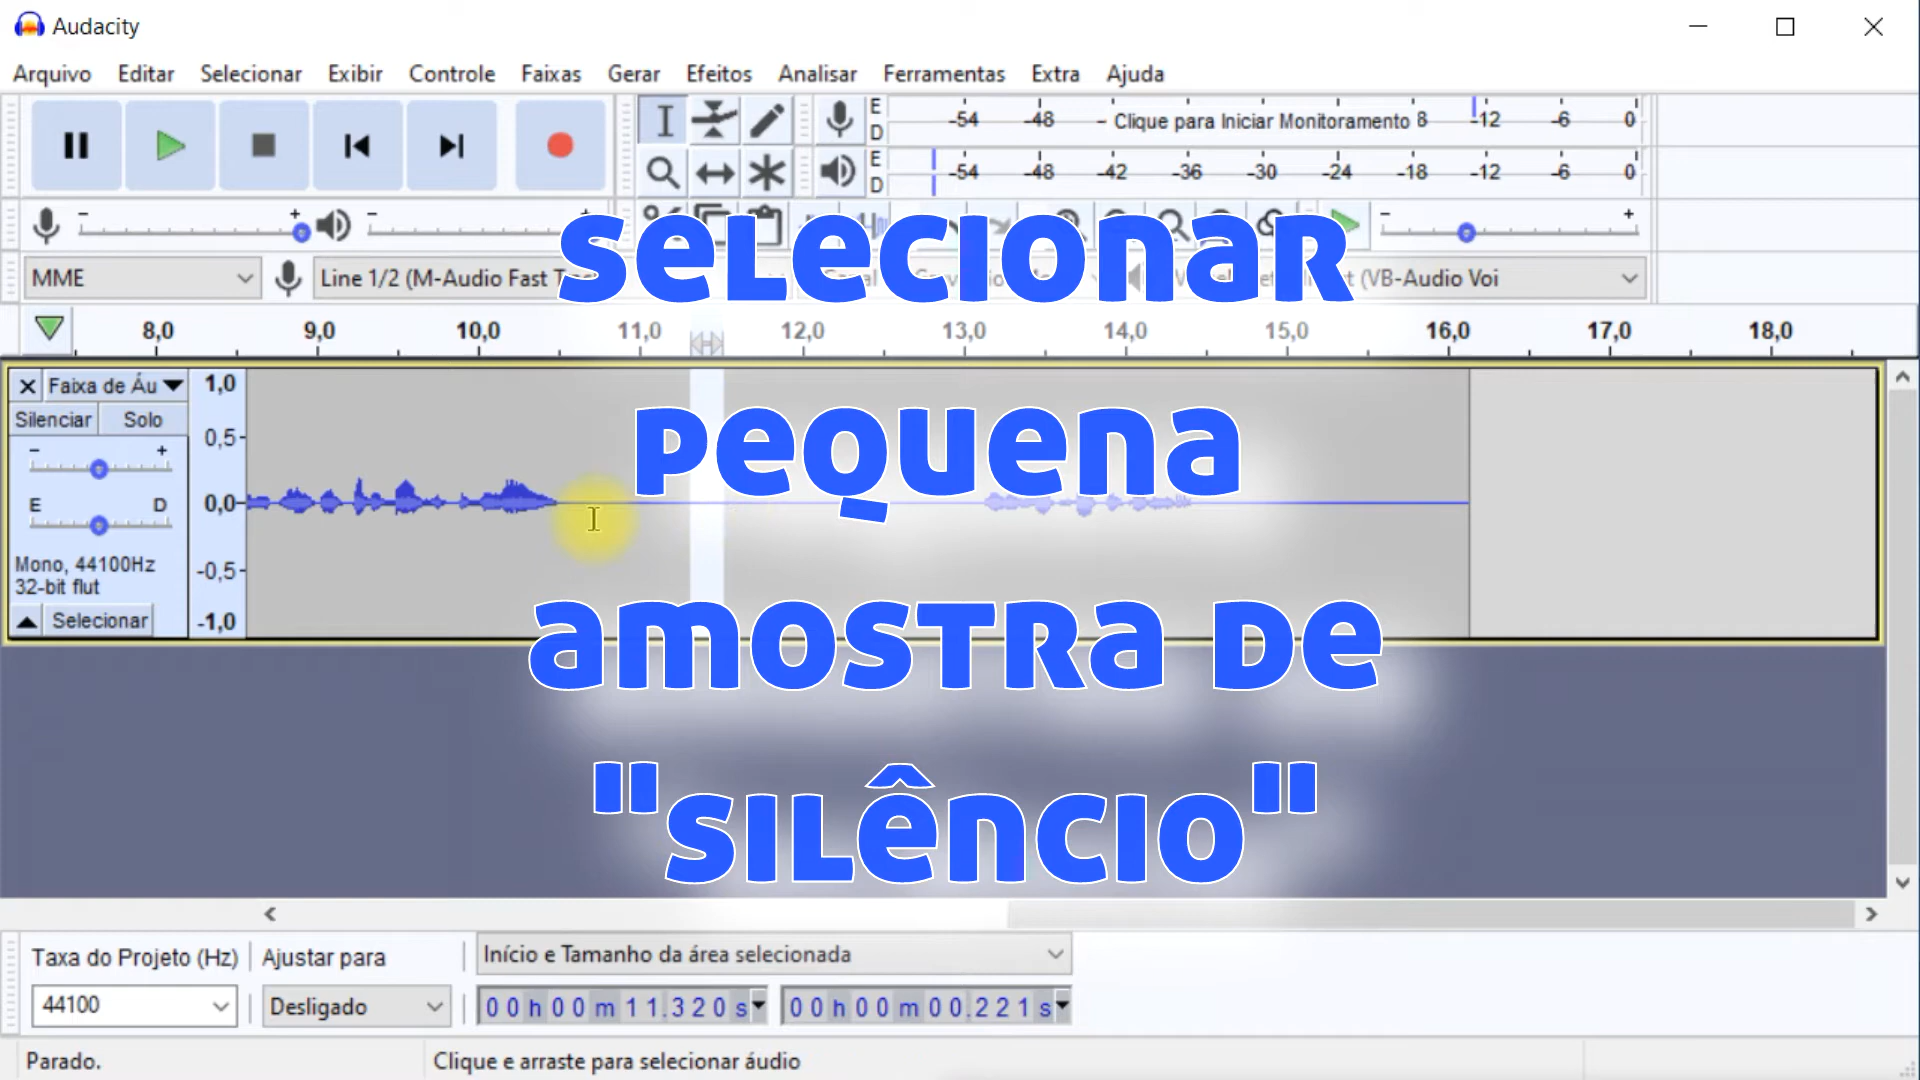 Audacity
Arquivo Editar Selecionar Exibir Controle Faixas Gerar Efeitos Analisar Ferramentas Extra Ajuda
E
D
-54 -48 - Clique para Iniciar Monitoramento 8 -12 -6 0
E
D
-54 -48 -42 -36 -30 -24 -18 -12 -6 0
- + - + - +
MME Line 1/2 (M-Audio Fast (VB-Audio Voi
selecionar
pequena
amostra de
"silêncio"
8,0 9,0 10,0 11,0 12,0 13,0 14,0 15,0 16,0 17,0 18,0
Faixa de Áu
Silenciar Solo
- +
E D
Mono, 44100Hz
32-bit flut
Selecionar
1,0
0,5
0,0
-0,5
-1,0
Taxa do Projeto (Hz) Ajustar para Início e Tamanho da área selecionada
44100 Desligado 00h00m11.320s 00h00m00.221s
Parado. Clique e arraste para selecionar áudio